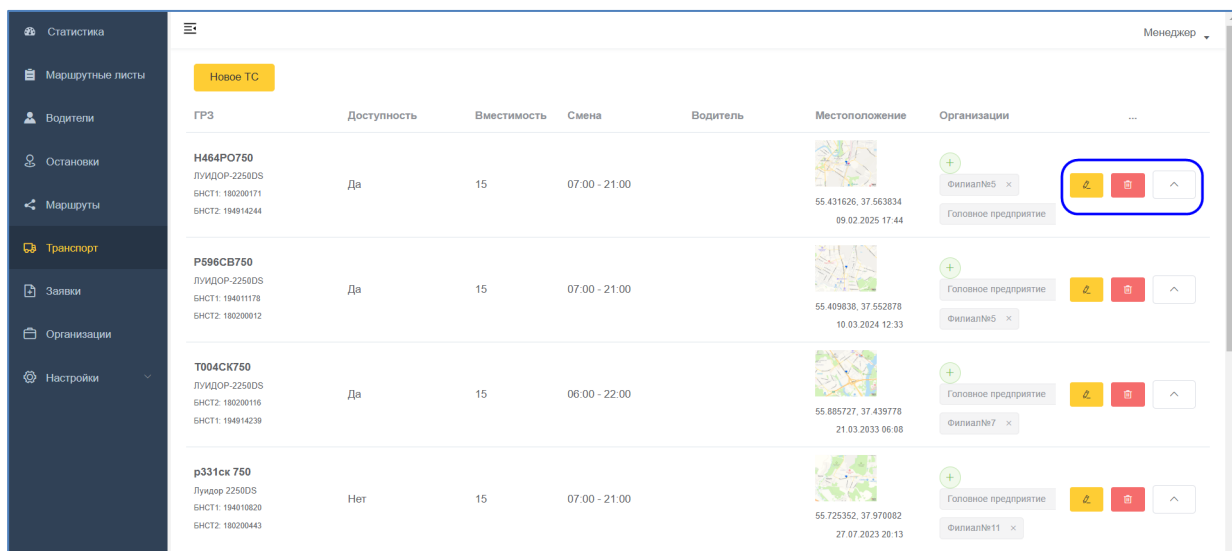 Статистика
Маршрутные листы
Водители
Остановки
Маршруты
Транспорт
Заявки
Организации
Настройки
Менеджер
Новое ТС
ГРЗ Доступность Вместимость Смена Водитель Местоположение Организации ...
Н464РО750
ЛУИДОР-2250DS
БНСТ1: 180200171
БНСТ2: 194914244
Да
15
07:00 - 21:00
55.431626, 37.563834
09.02.2025 17:44
Филиал№5 ×
Головное предприятие
Р596СВ750
ЛУИДОР-2250DS
БНСТ1: 194011178
БНСТ2: 180200012
Да
15
07:00 - 21:00
55.409838, 37.552878
10.03.2024 12:33
Головное предприятие
Филиал№5 ×
Т004СК750
ЛУИДОР-2250DS
БНСТ2: 180200116
БНСТ1: 194914239
Да
15
06:00 - 22:00
55.885727, 37.439778
21.03.2033 06:08
Головное предприятие
Филиал№7 ×
р331ск 750
Луидор 2250DS
БНСТ1: 194010820
БНСТ2: 180200443
Нет
15
07:00 - 21:00
55.725352, 37.970082
27.07.2023 20:13
Головное предприятие
Филиал№11 ×